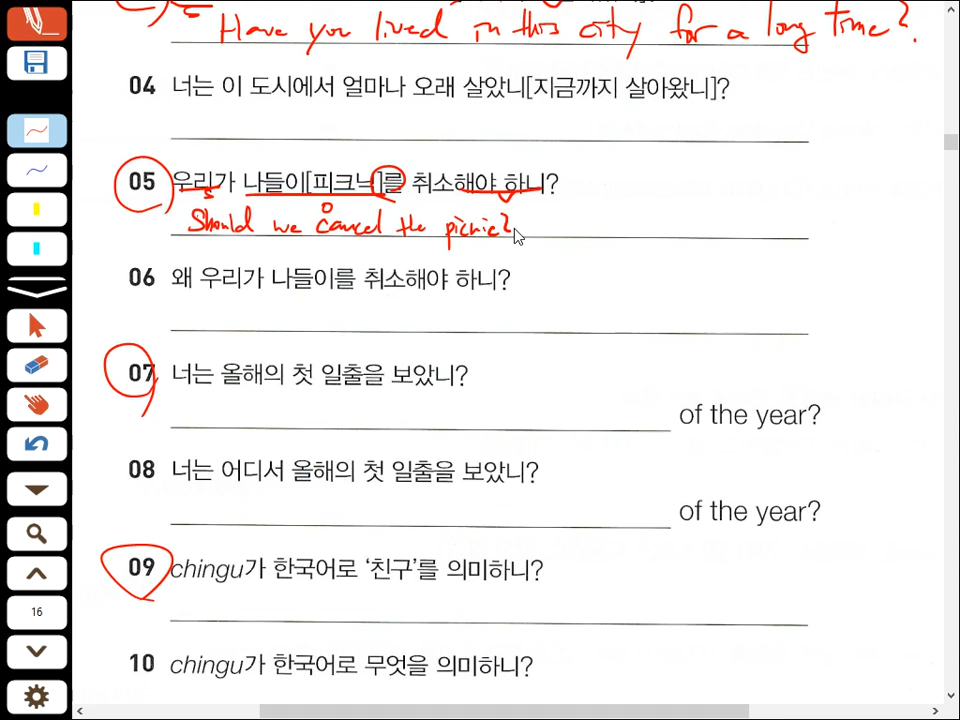 Have you lived in this city for a long time?
04 너는 이 도시에서 얼마나 오래 살았니[지금까지 살아왔니]?
05 우리가 나들이[피크닉]를 취소해야 하니?
S
O
Should we cancel the picnic?
06 왜 우리가 나들이를 취소해야 하니?
07 너는 올해의 첫 일출을 보았니?
of the year?
08 너는 어디서 올해의 첫 일출을 보았니?
of the year?
09 chingu가 한국어로 ‘친구’를 의미하니?
16
10 chingu가 한국어로 무엇을 의미하니?